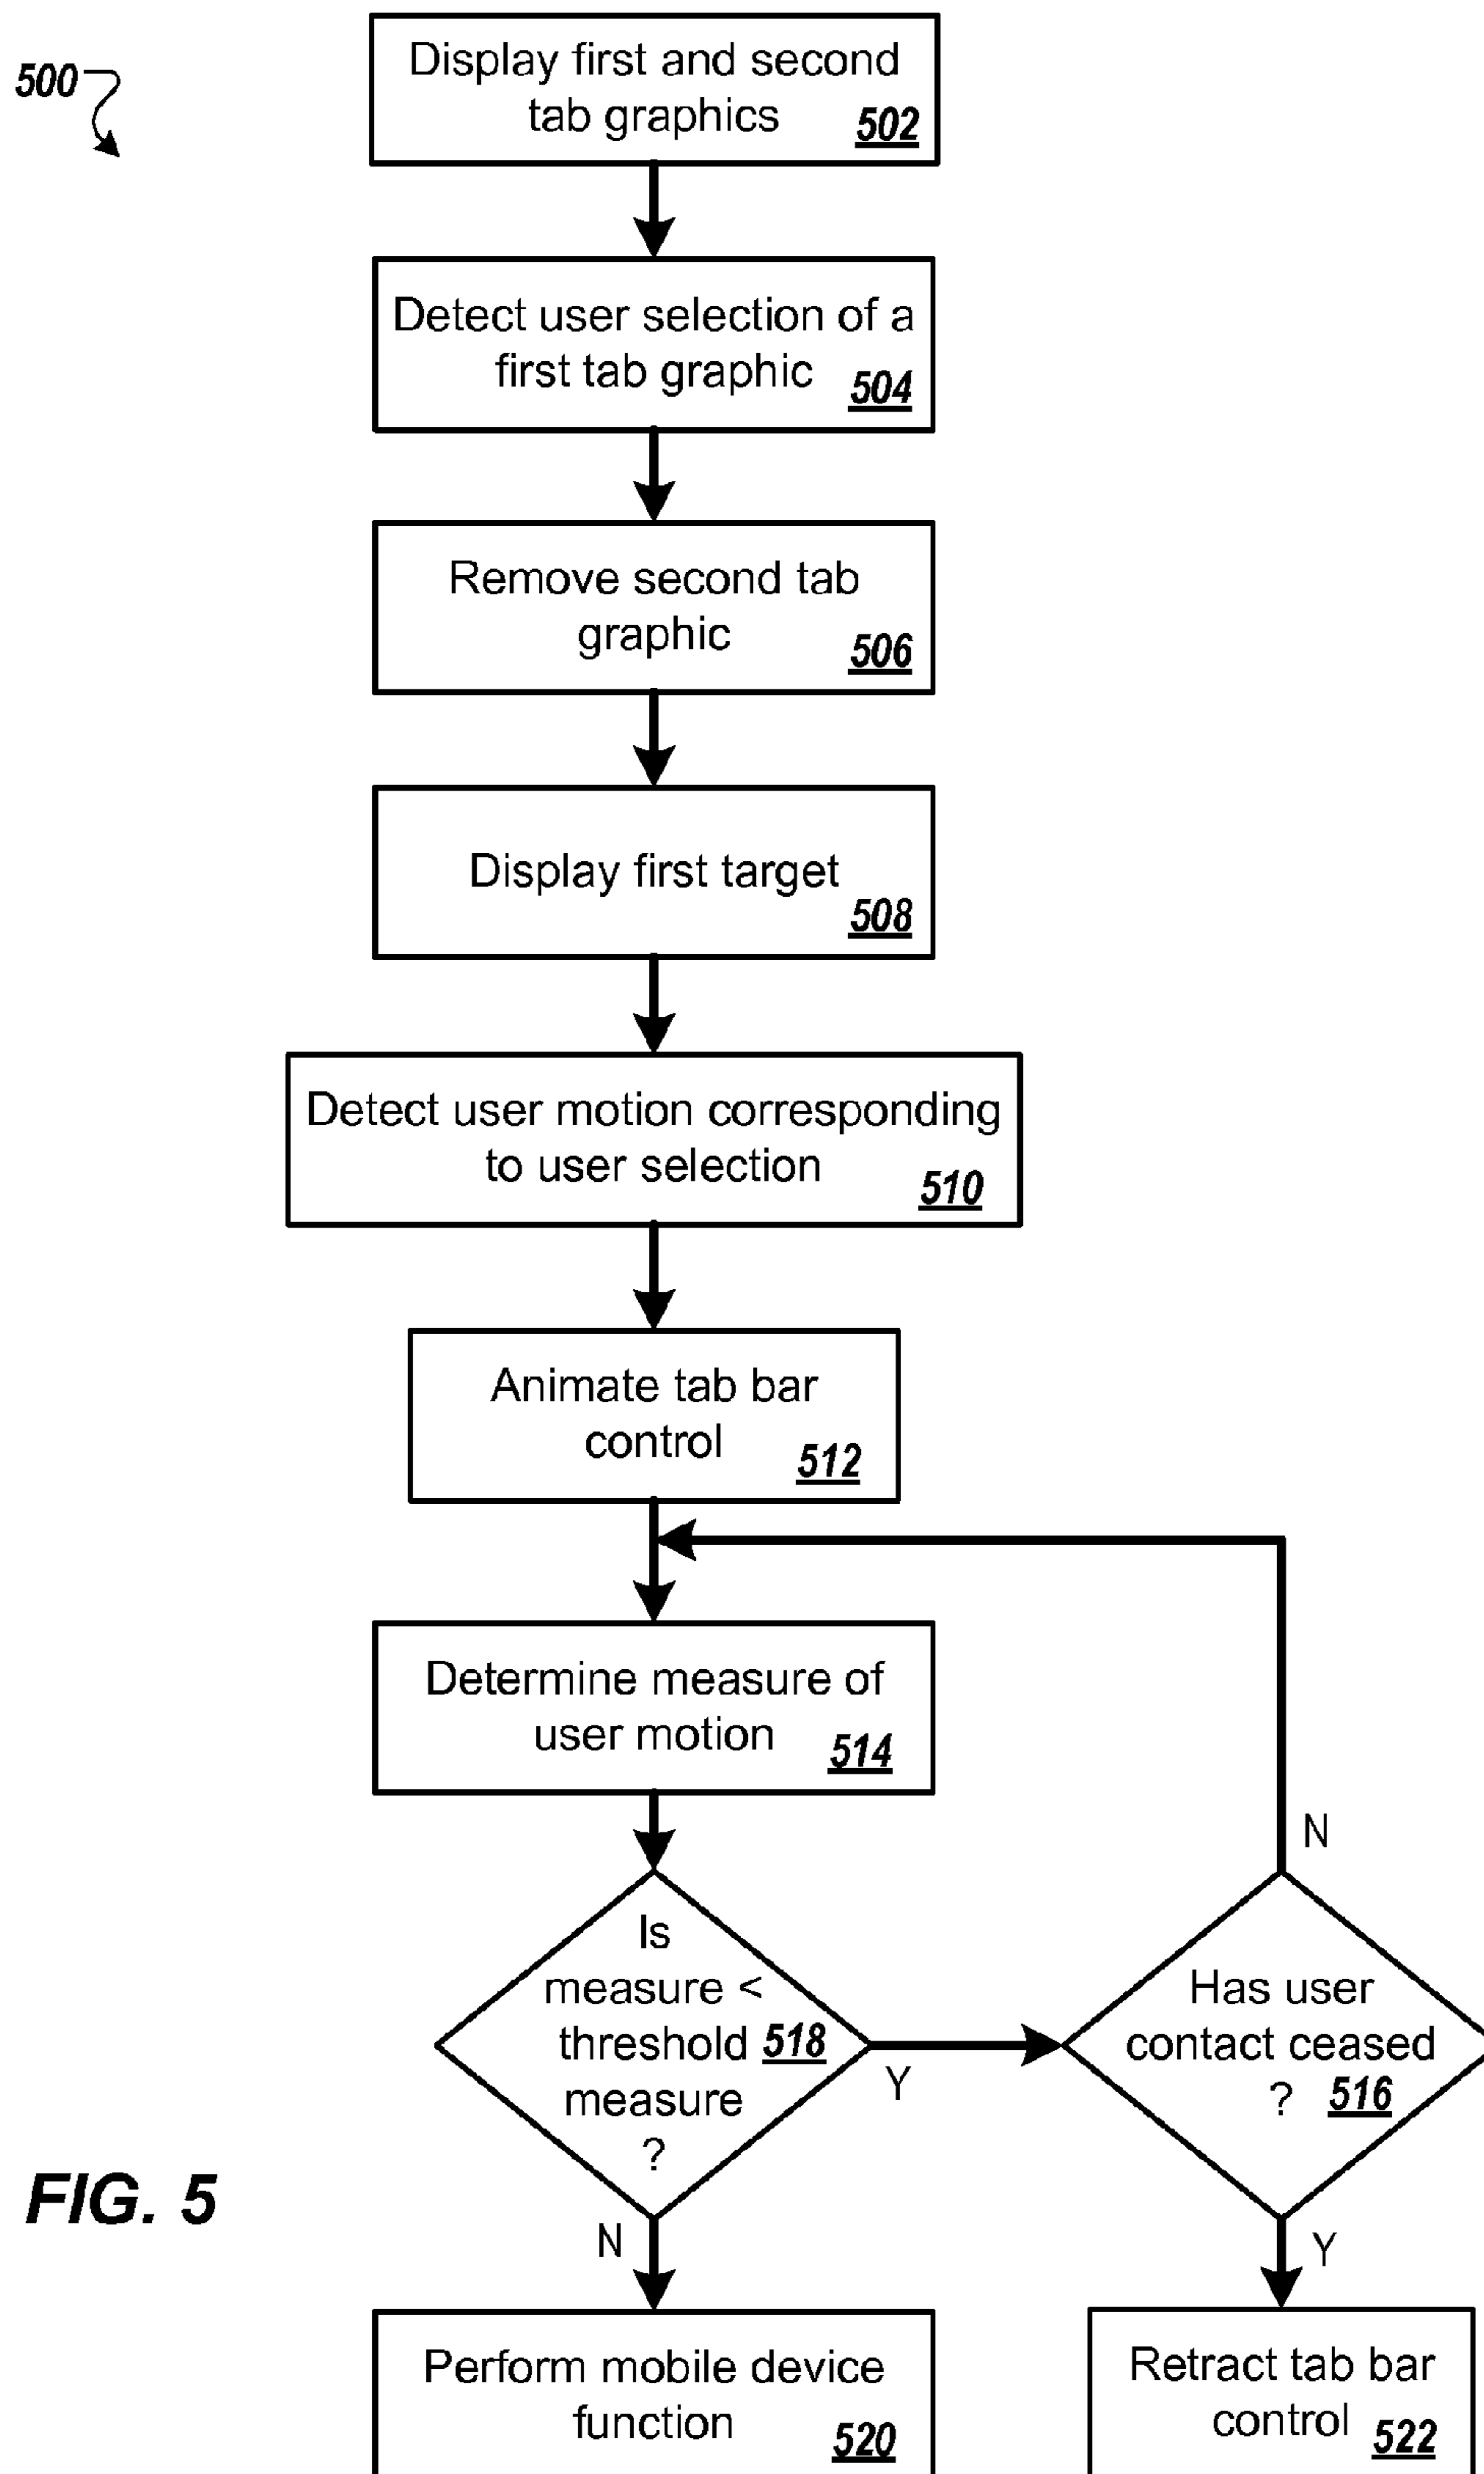 500
Display first and second
tab graphics 502
Detect user selection of a
first tab graphic 504
Remove second tab
graphic 506
Display first target
508
Detect user motion corresponding
to user selection 510
Animate tab bar
control 512
Determine measure of
user motion 514
Is
measure <
threshold 518
measure
?
Y
N
Has user
contact ceased
? 516
N
Y
Perform mobile device
function 520
Retract tab bar
control 522
FIG. 5